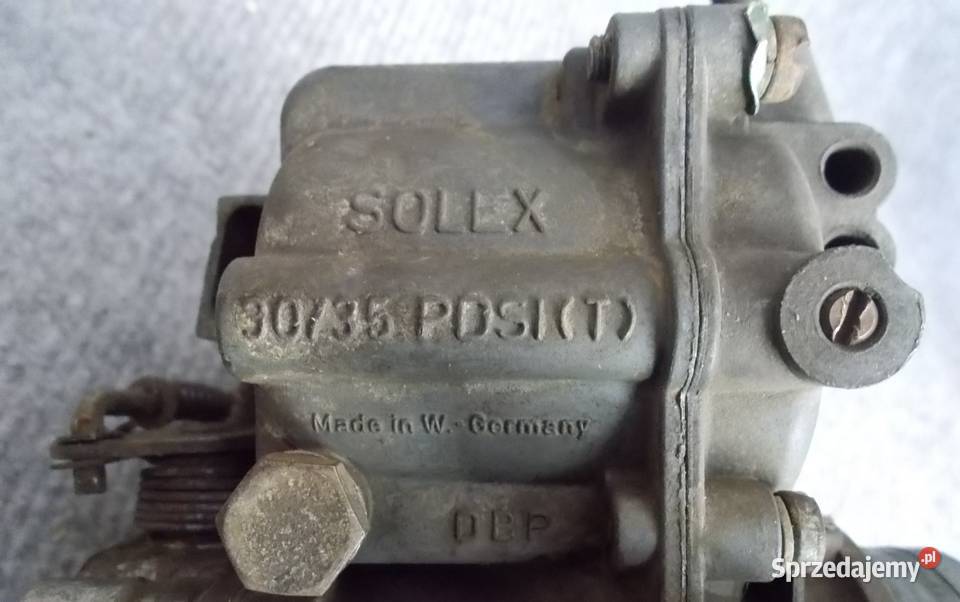 SOLEX
30/35 PDSI(T)
Made in W.-Germany
DBP
Sprzedajemy.pl